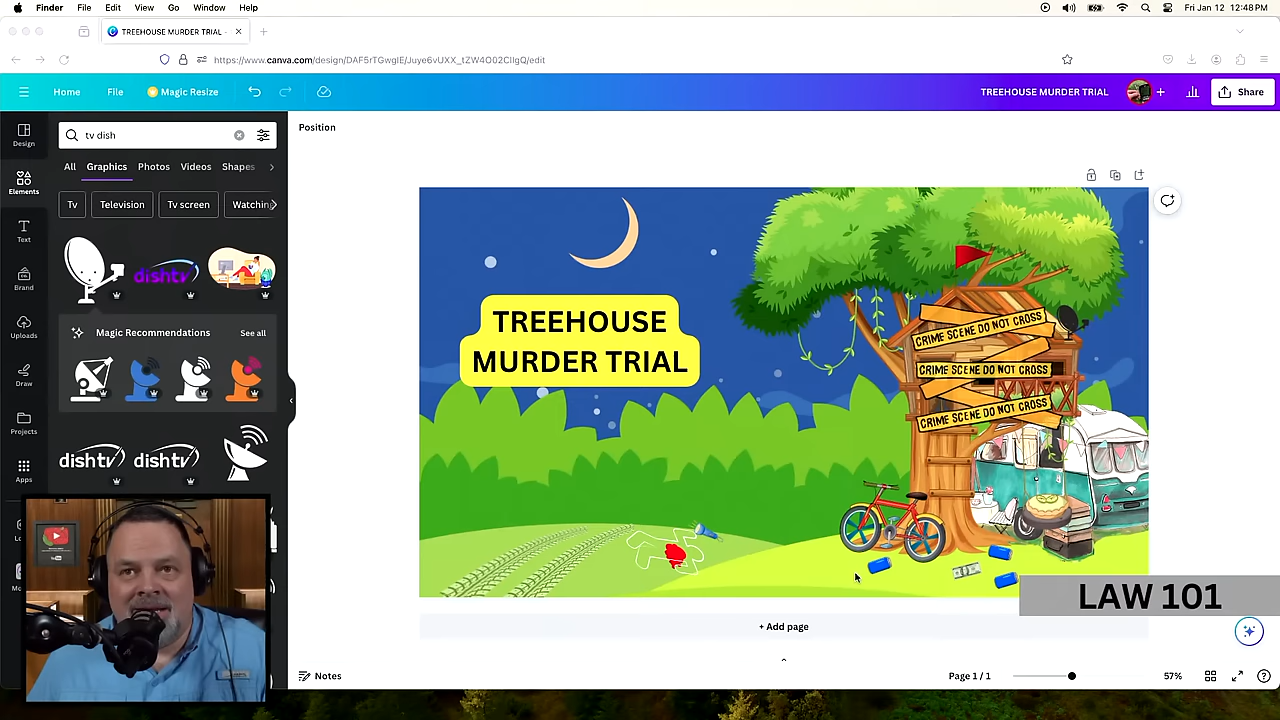 Finder File Edit View Go Window Help Fri Jan 12 12:48 PM
TREEHOUSE MURDER TRIAL -
https://www.canva.com/design/DAF5rTGwgIE/Juye6vUXX_tZW4O02CIlgQ/edit
Home File Magic Resize TREEHOUSE MURDER TRIAL Share
Design
Elements
Text
Brand
Uploads
Draw
Projects
Apps
tv dish
All Graphics Photos Videos Shapes
Tv Television Tv screen Watching
dishtv
Magic Recommendations See all
dishtv dishtv
Position
TREEHOUSE
MURDER TRIAL
CRIME SCENE DO NOT CROSS
CRIME SCENE DO NOT CROSS
CRIME SCENE DO NOT CROSS
LAW 101
+ Add page
Notes Page 1 / 1 57%